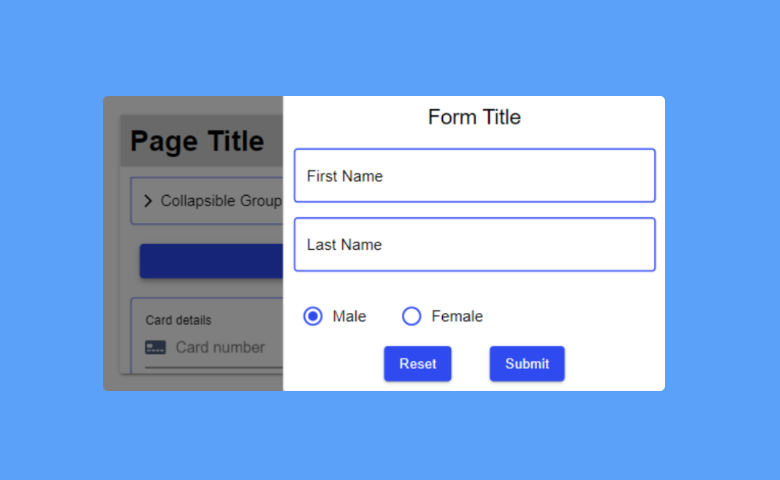 Page Title
Collapsible Group
Card details
Card number
Form Title
First Name
Last Name
Male Female
Reset Submit